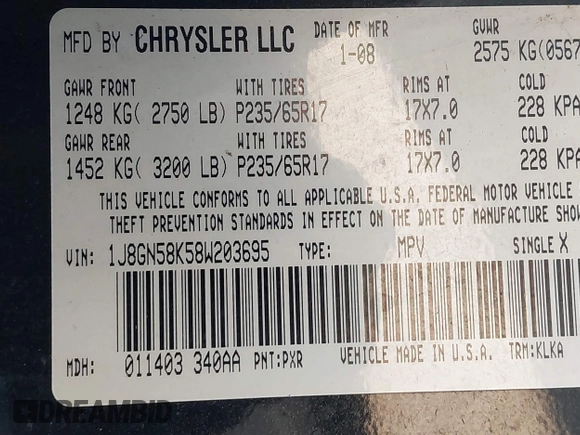 MFD BY CHRYSLER LLC DATE OF MFR GVWR
1-08 2575 KG(0567
GAWR FRONT WITH TIRES RIMS AT COLD
1248 KG( 2750 LB) P235/65R17 17X7.0 228 KPA
GAWR REAR WITH TIRES RIMS AT COLD
1452 KG( 3200 LB) P235/65R17 17X7.0 228 KPA
THIS VEHICLE CONFORMS TO ALL APPLICABLE U.S.A. FEDERAL MOTOR VEHICLE
THEFT PREVENTION STANDARDS IN EFFECT ON THE DATE OF MANUFACTURE SHOW
VIN: 1J8GN58K58W203695 TYPE: MPV SINGLE X
MDH: 011403 340AA PNT:PXR VEHICLE MADE IN U.S.A. TRM:KLKA
DREAMBID